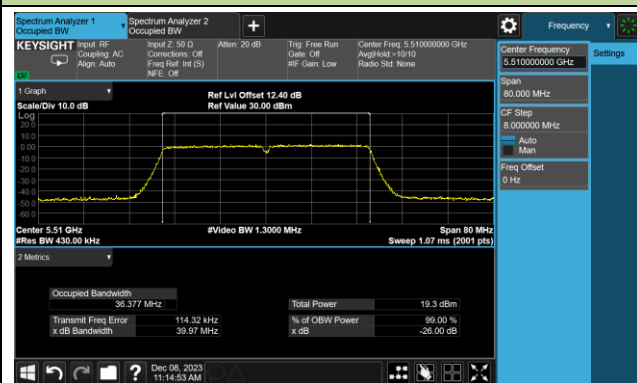 Spectrum Analyzer 1
Occupied BW
Spectrum Analyzer 2
Occupied BW
+
Frequency
KEYSIGHT
Input: RF
Coupling: AC
Align: Auto
Input Z: 50 Ω
Corrections: Off
Freq Ref: Int (S)
NFE: Off
Atten: 20 dB
Trig: Free Run
Gate: Off
#IF Gain: Low
Center Freq: 5.510000000 GHz
Avg|Hold:>10/10
Radio Std: None
Center Frequency
5.510000000 GHz
Settings
Span
80.000 MHz
CF Step
8.000000 MHz
Auto
Man
Freq Offset
0 Hz
1 Graph
Scale/Div 10.0 dB
Ref Lvl Offset 12.40 dB
Ref Value 30.00 dBm
Log
20.0
10.0
0.00
-10.0
-20.0
-30.0
-40.0
-50.0
-60.0
Center 5.51 GHz
#Res BW 430.00 kHz
#Video BW 1.3000 MHz
Span 80 MHz
Sweep 1.07 ms (2001 pts)
2 Metrics
Occupied Bandwidth
36.377 MHz
Total Power
19.3 dBm
Transmit Freq Error
114.32 kHz
% of OBW Power
99.00 %
x dB Bandwidth
39.97 MHz
x dB
-26.00 dB
?
Dec 08, 2023
11:14:53 AM